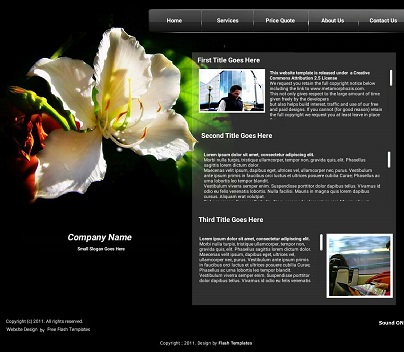 Home Services Price Quote About Us Contact Us
First Title Goes Here
This website template is released under a Creative
Commons Attribution 2.5 License
We request you retain the full copyright notice below
including the link to www.metamorphozis.com
This not only gives respect to the large amount of time
given freely by the developers
but also helps build interest, traffic and use of our free
and paid designs. If you cannot (for good reason) retain
the full copyright we request you at least leave in place
Second Title Goes Here
Lorem ipsum dolor sit amet, consectetur adipiscing elit.
Morbi nulla turpis, tristique ullamcorper, tempor non, gravida quis, elit. Phasellus
sagittis lorem dictum dolor
Maecenas velit ipsum, dapibus eget, ultrices vel, ullamcorper tempus, velit. Vestibulum
ante ipsum primis in faucibus orci luctus et ultrices posuere cubilia Curae; Phasellus ac
urna lobortis leo tempor blandit.
Vestibulum viverra semper enim. Suspendisse porttitor dolor dapibus tellus. Vivamus id
odio eu felis venenatis lobortis. Nulla facilisi. Mauris in magna quis lorem dapibus
cursus. Aliquam erat volutpat.
Third Title Goes Here
Lorem ipsum dolor sit amet, consectetur adipiscing elit.
Morbi nulla turpis, tristique ullamcorper, tempor non,
gravida quis, elit. Phasellus sagittis lorem dictum dolor.
Maecenas velit ipsum, dapibus eget, ultrices vel,
ullamcorper tempus, velit. Vestibulum ante ipsum primis in
faucibus orci luctus et ultrices posuere cubilia Curae;
Phasellus ac urna lobortis leo tempor blandit.
Vestibulum viverra semper enim. Suspendisse porttitor
dolor dapibus tellus. Vivamus id odio eu felis venenatis
Company Name
Small Slogan Goes Here
Sound ON
Copyright (c) 2011. All rights reserved.
Website Design by Free Flash Templates
Copyright , 2011. Design by Flash Templates